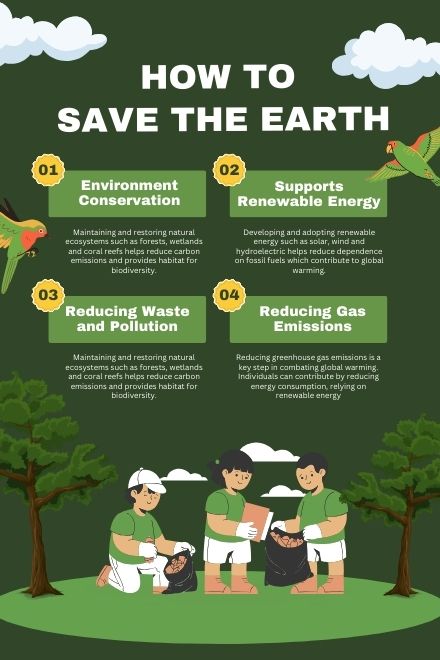 HOW TO
SAVE THE EARTH
01
Environment
Conservation
Maintaining and restoring natural
ecosystems such as forests, wetlands
and coral reefs helps reduce carbon
emissions and provides habitat for
biodiversity.
02
Supports
Renewable Energy
Developing and adopting renewable
energy such as solar, wind and
hydroelectric helps reduce dependence
on fossil fuels which contribute to global
warming.
03
Reducing Waste
and Pollution
Maintaining and restoring natural
ecosystems such as forests, wetlands
and coral reefs helps reduce carbon
emissions and provides habitat for
biodiversity.
04
Reducing Gas
Emissions
Reducing greenhouse gas emissions is a
key step in combating global warming.
Individuals can contribute by reducing
energy consumption, relying on
renewable energy